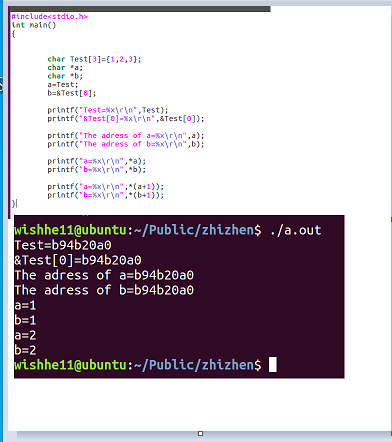 #include<stdio.h>
int main()
{
char Test[3]={1,2,3};
char *a;
char *b;
a=Test;
b=&Test[0];
printf("Test=%x\r\n",Test);
printf("&Test[0]=%x\r\n",&Test[0]);
printf("The adress of a=%x\r\n",a);
printf("The adress of b=%x\r\n",b);
printf("a=%x\r\n",*a);
printf("b=%x\r\n",*b);
printf("a=%x\r\n",*(a+1));
printf("b=%x\r\n",*(b+1));
}
wishhe11@ubuntu:~/Public/zhizhen$ ./a.out
Test=b94b20a0
&Test[0]=b94b20a0
The adress of a=b94b20a0
The adress of b=b94b20a0
a=1
b=1
a=2
b=2
wishhe11@ubuntu:~/Public/zhizhen$